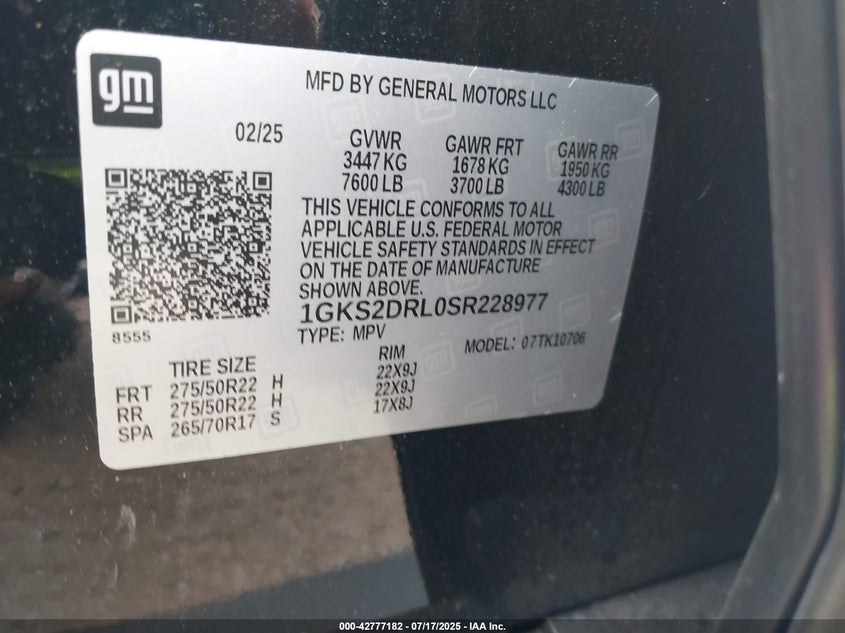 gm
MFD BY GENERAL MOTORS LLC
02/25
GVWR GAWR FRT GAWR RR
3447 KG 1678 KG 1950 KG
7600 LB 3700 LB 4300 LB
THIS VEHICLE CONFORMS TO ALL
APPLICABLE U.S. FEDERAL MOTOR
VEHICLE SAFETY STANDARDS IN EFFECT
ON THE DATE OF MANUFACTURE
SHOWN ABOVE.
1GKS2DRL0SR228977
8555
TYPE: MPV MODEL: 07TK10706
TIRE SIZE RIM
FRT 275/50R22 H 22X9J
RR 275/50R22 H 22X9J
SPA 265/70R17 S 17X8J
000-42777182 - 07/17/2025 - IAA Inc.